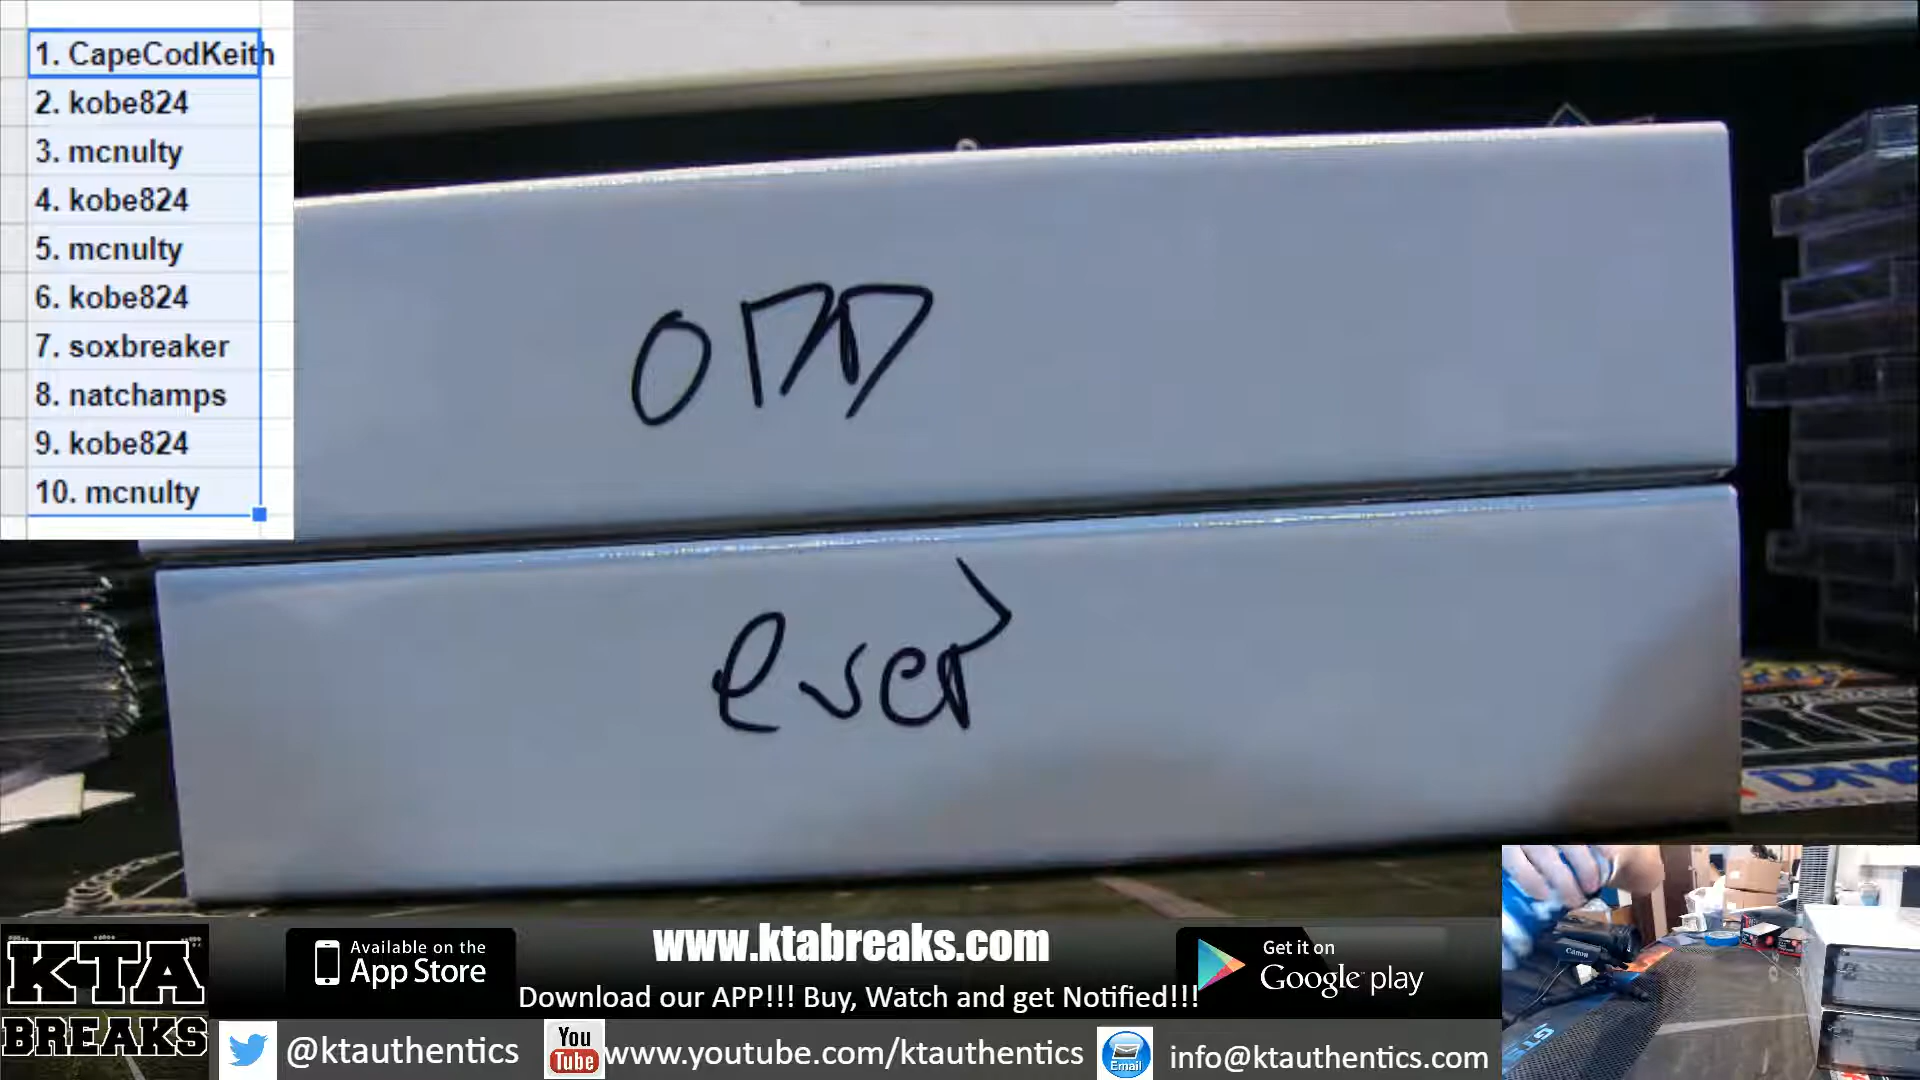 1. CapeCodKeith
2. kobe824
3. mcnulty
4. kobe824
5. mcnulty
6. kobe824
7. soxbreaker
8. natchamps
9. kobe824
10. mcnulty
ODD
even
KTA
BREAKS
Available on the
App Store
www.ktabreaks.com
Get it on
Google play
Download our APP!!! Buy, Watch and get Notified!!!
@ktauthentics
You
Tube
www.youtube.com/ktauthentics
Email
info@ktauthentics.com
Canon